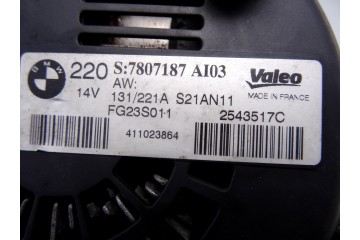 BMW 220 S:7807187 AI03
AW:
14V 131/221A S21AN11
FG23S011
411023864
Valeo
MADE IN FRANCE
2543517C